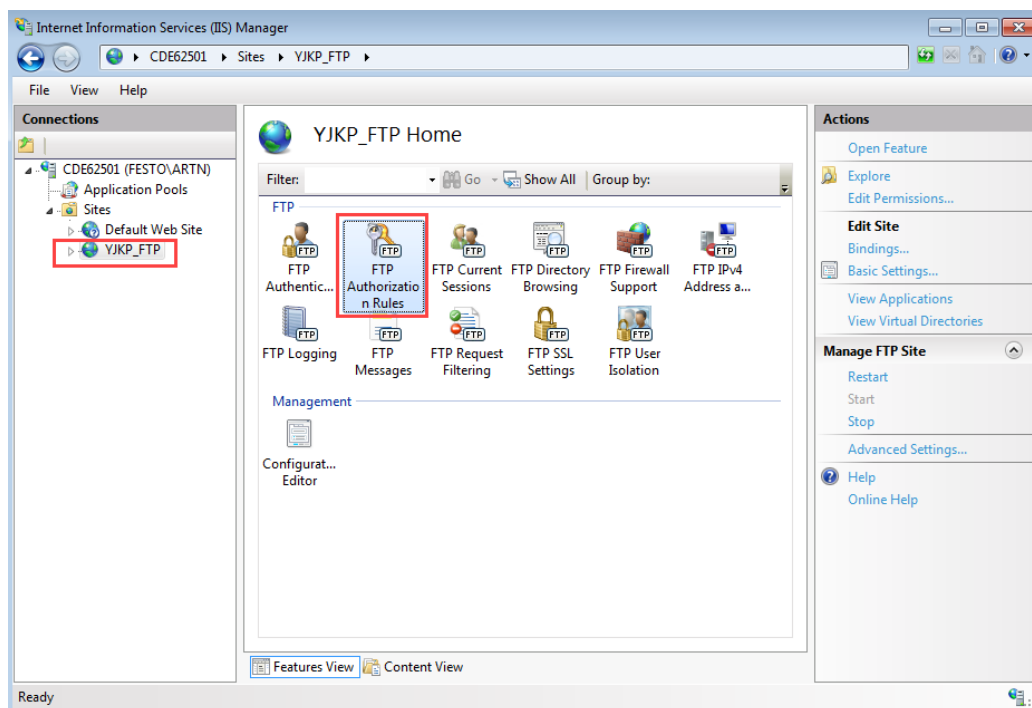 Internet Information Services (IIS) Manager
CDE62501 Sites YJKP_FTP
File View Help
Connections
CDE62501 (FESTO\ARTN)
Application Pools
Sites
Default Web Site
YJKP_FTP
YJKP_FTP Home
Filter: Go Show All Group by:
FTP
FTP
FTP
FTP
FTP
FTP
FTP
FTP Authentic...
FTP Authorizatio n Rules
FTP Current Sessions
FTP Directory Browsing
FTP Firewall Support
FTP IPv4 Address a...
FTP
FTP
FTP
FTP
FTP
FTP Logging
FTP Messages
FTP Request Filtering
FTP SSL Settings
FTP User Isolation
Management
Configurat... Editor
Features View Content View
Actions
Open Feature
Explore
Edit Permissions...
Edit Site
Bindings...
Basic Settings...
View Applications
View Virtual Directories
Manage FTP Site
Restart
Start
Stop
Advanced Settings...
Help
Online Help
Ready